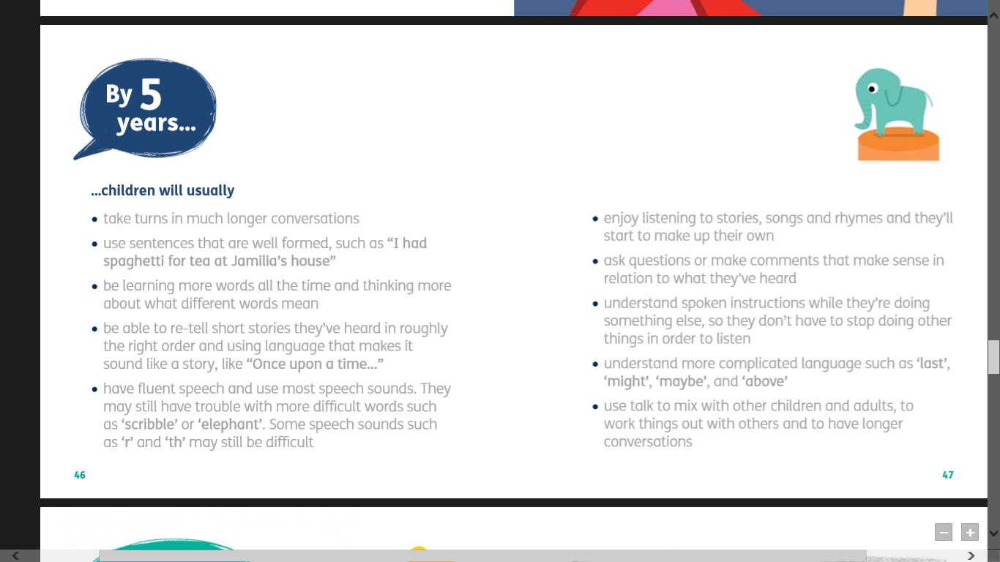 By 5
years...
...children will usually
• take turns in much longer conversations
• use sentences that are well formed, such as “I had
spaghetti for tea at Jamilia’s house”
• be learning more words all the time and thinking more
about what different words mean
• be able to re-tell short stories they’ve heard in roughly
the right order and using language that makes it
sound like a story, like “Once upon a time...”
• have fluent speech and use most speech sounds. They
may still have trouble with more difficult words such
as ‘scribble’ or ‘elephant’. Some speech sounds such
as ‘r’ and ‘th’ may still be difficult
46
• enjoy listening to stories, songs and rhymes and they’ll
start to make up their own
• ask questions or make comments that make sense in
relation to what they’ve heard
• understand spoken instructions while they’re doing
something else, so they don’t have to stop doing other
things in order to listen
• understand more complicated language such as ‘last’,
‘might’, ‘maybe’, and ‘above’
• use talk to mix with other children and adults, to
work things out with others and to have longer
conversations
47